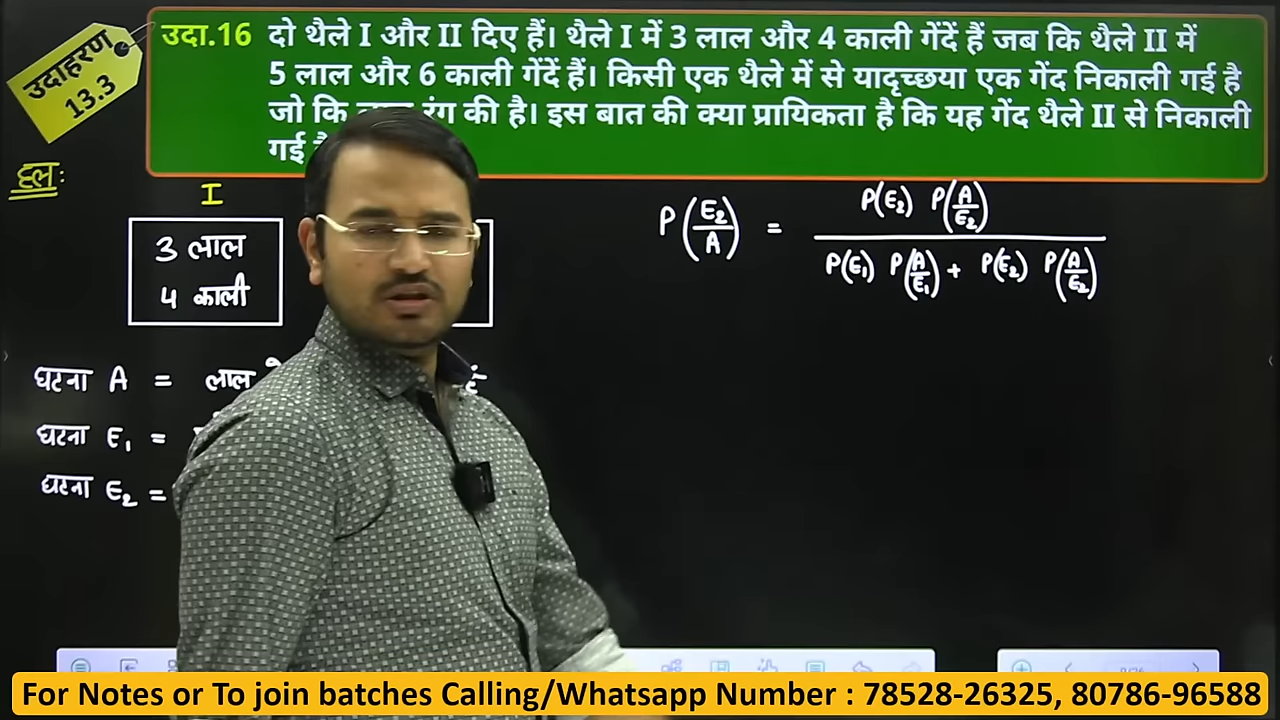 उदाहरण
13.3
उदा.16 दो थैले I और II दिए हैं। थैले I में 3 लाल और 4 काली गेंदें हैं जब कि थैले II में
5 लाल और 6 काली गेंदें हैं। किसी एक थैले में से यादृच्छया एक गेंद निकाली गई है
जो कि रंग की है। इस बात की क्या प्रायिकता है कि यह गेंद थैले II से निकाली
गई
हल:
I
3 लाल
4 काली
P(E₂/A) = P(E₂) P(A/E₂) / P(E₁) P(A/E₁) + P(E₂) P(A/E₂)
घटना A = लाल
घटना E₁ =
घटना E₂ =
For Notes or To join batches Calling/Whatsapp Number : 78528-26325, 80786-96588